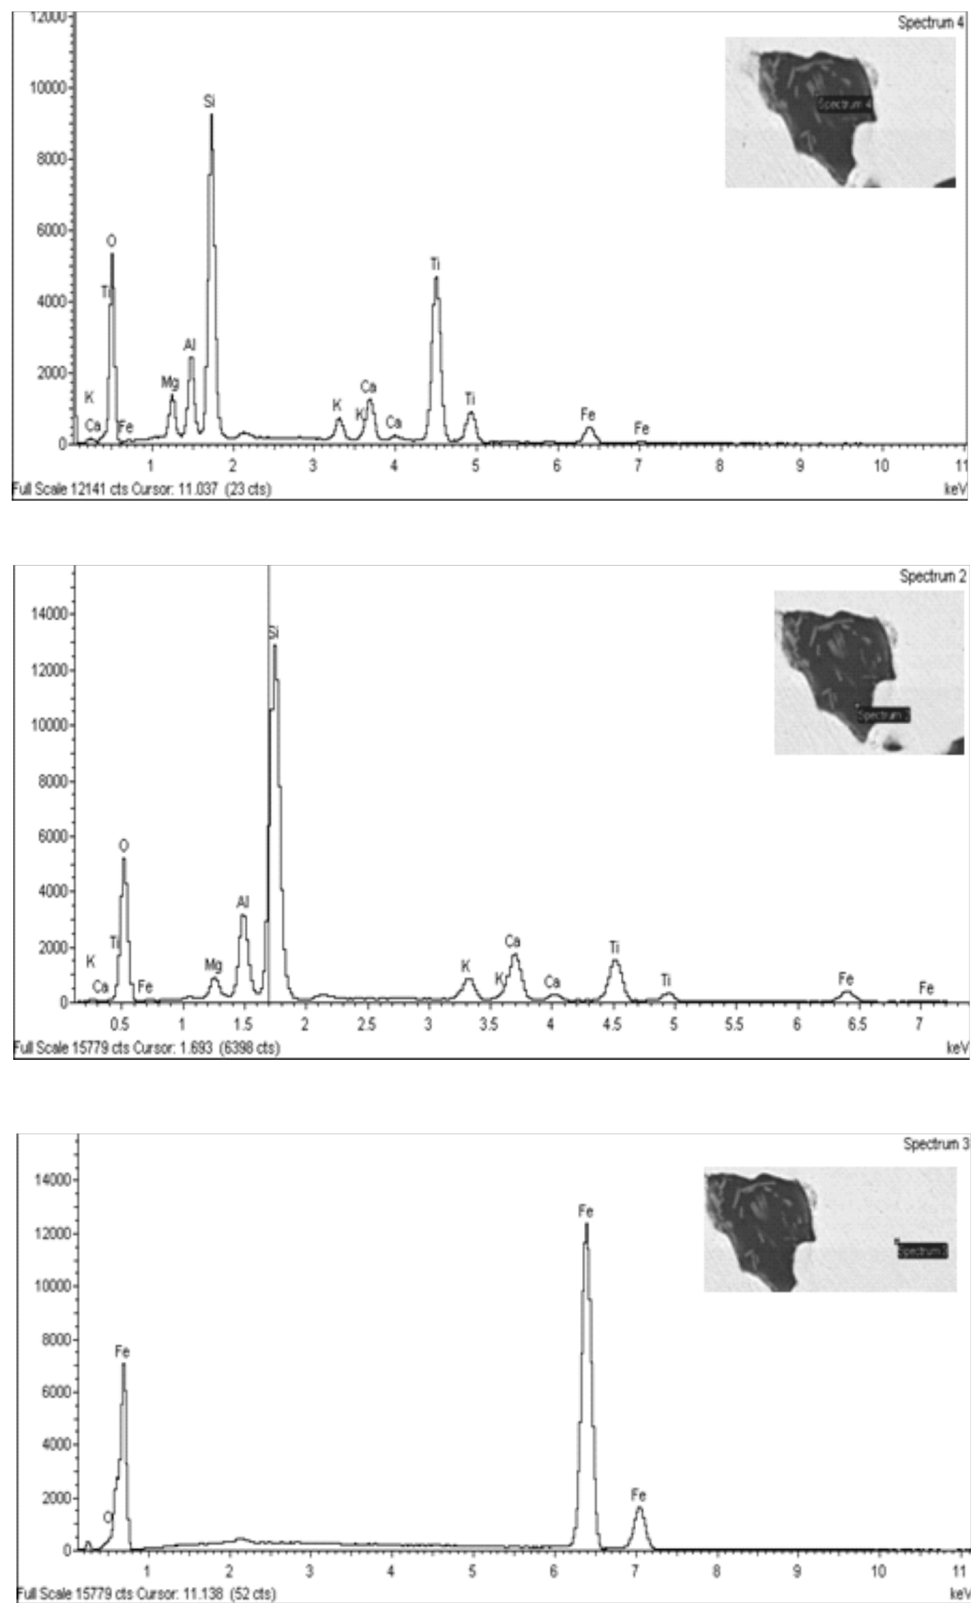 12000
Spectrum 4
10000
Si
Spectrum 4
8000
6000
O
Ti
Ti
4000
Al
2000
K
Mg
K
K
Ca
Ti
Ca
Fe
Ca
Fe
Fe
0
1 2 3 4 5 6 7 8 9 10 11
Full Scale 12141 cts Cursor: 11.037 (23 cts) keV
Spectrum 2
14000
Si
12000
Spectrum 2
10000
8000
6000
O
4000
Al
Ti
2000
K
Mg
K
K
Ca
Ti
Ca
Fe
Ca
Ti
Fe
Fe
0
0.5 1 1.5 2 2.5 3 3.5 4 4.5 5 5.5 6 6.5 7
Full Scale 15779 cts Cursor: 1.693 (6398 cts) keV
Spectrum 3
14000
Fe
12000
Spectrum 3
10000
8000
Fe
6000
4000
2000
O
Fe
0
1 2 3 4 5 6 7 8 9 10 11
Full Scale 15779 cts Cursor: 11.138 (52 cts) keV